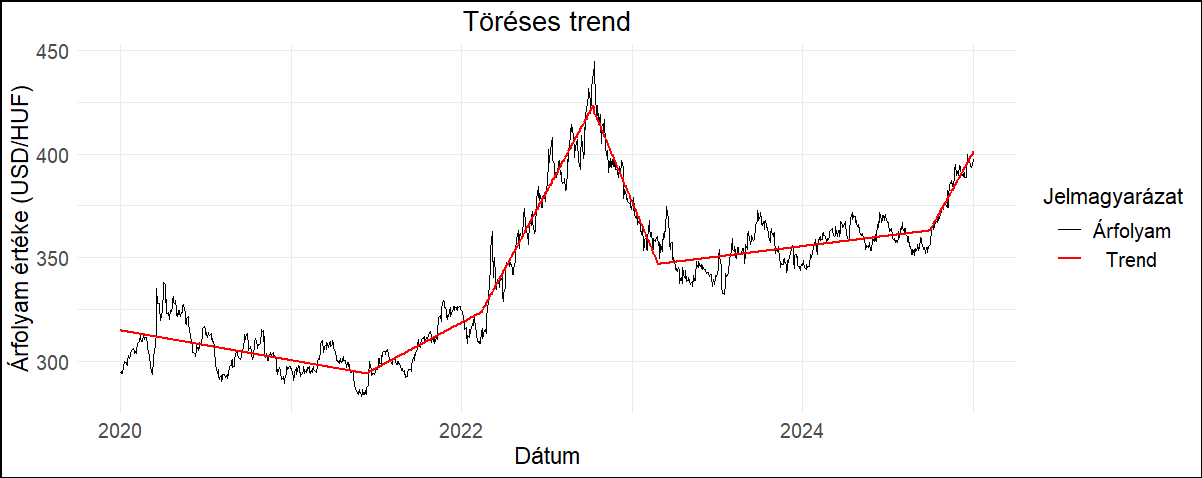 Töréses trend
Árfolyam értéke (USD/HUF)
450
400
350
300
2020
2022
2024
Dátum
Jelmagyarázat
Árfolyam
Trend